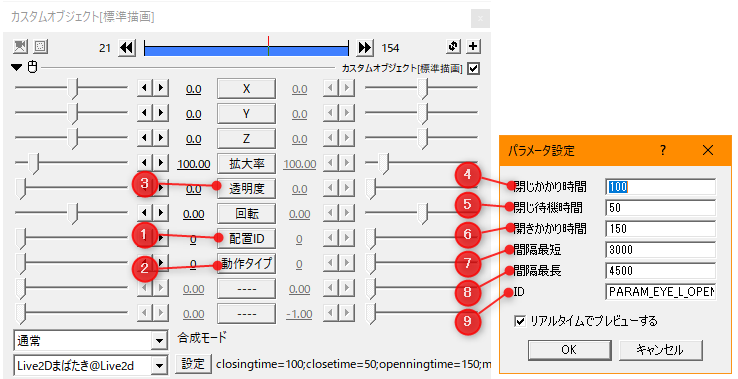 カスタムオブジェクト[標準描画]
21
154
カスタムオブジェクト[標準描画]
0.0 X 0.0
0.0 Y 0.0
0.0 Z 0.0
100.00 拡大率 100.00
③ 0.0 透明度 0.0
0.00 回転 0.00
① 0 配置ID 0
② 0 動作タイプ 0
0.00 ---- 0.00
0.00 ---- -1.00
通常 合成モード
Live2Dまばたき@Live2d 設定 closingtime=100;closetime=50;openningtime=150;m
パラメータ設定 ?
④ 閉じかかり時間 100
⑤ 閉じ待機時間 50
⑥ 開きかかり時間 150
⑦ 間隔最短 3000
⑧ 間隔最長 4500
⑨ ID PARAM_EYE_L_OPEN
リアルタイムでプレビューする
OK キャンセル